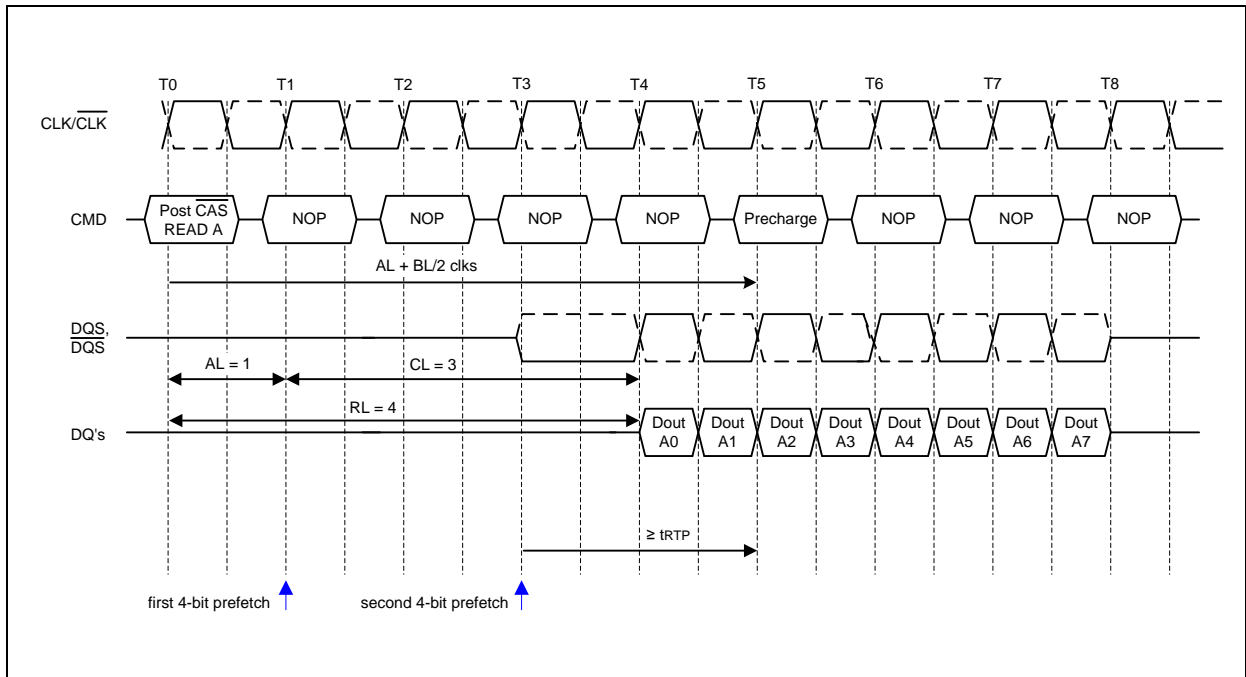 T0 T1 T2 T3 T4 T5 T6 T7 T8
CLK/CLK
CMD
Post CAS
READ A
NOP NOP NOP NOP Precharge NOP NOP NOP
AL + BL/2 clks
DQS,
DQS
AL = 1 CL = 3
RL = 4
DQ's
Dout Dout Dout Dout Dout Dout Dout Dout
A0 A1 A2 A3 A4 A5 A6 A7
≥ tRTP
first 4-bit prefetch second 4-bit prefetch